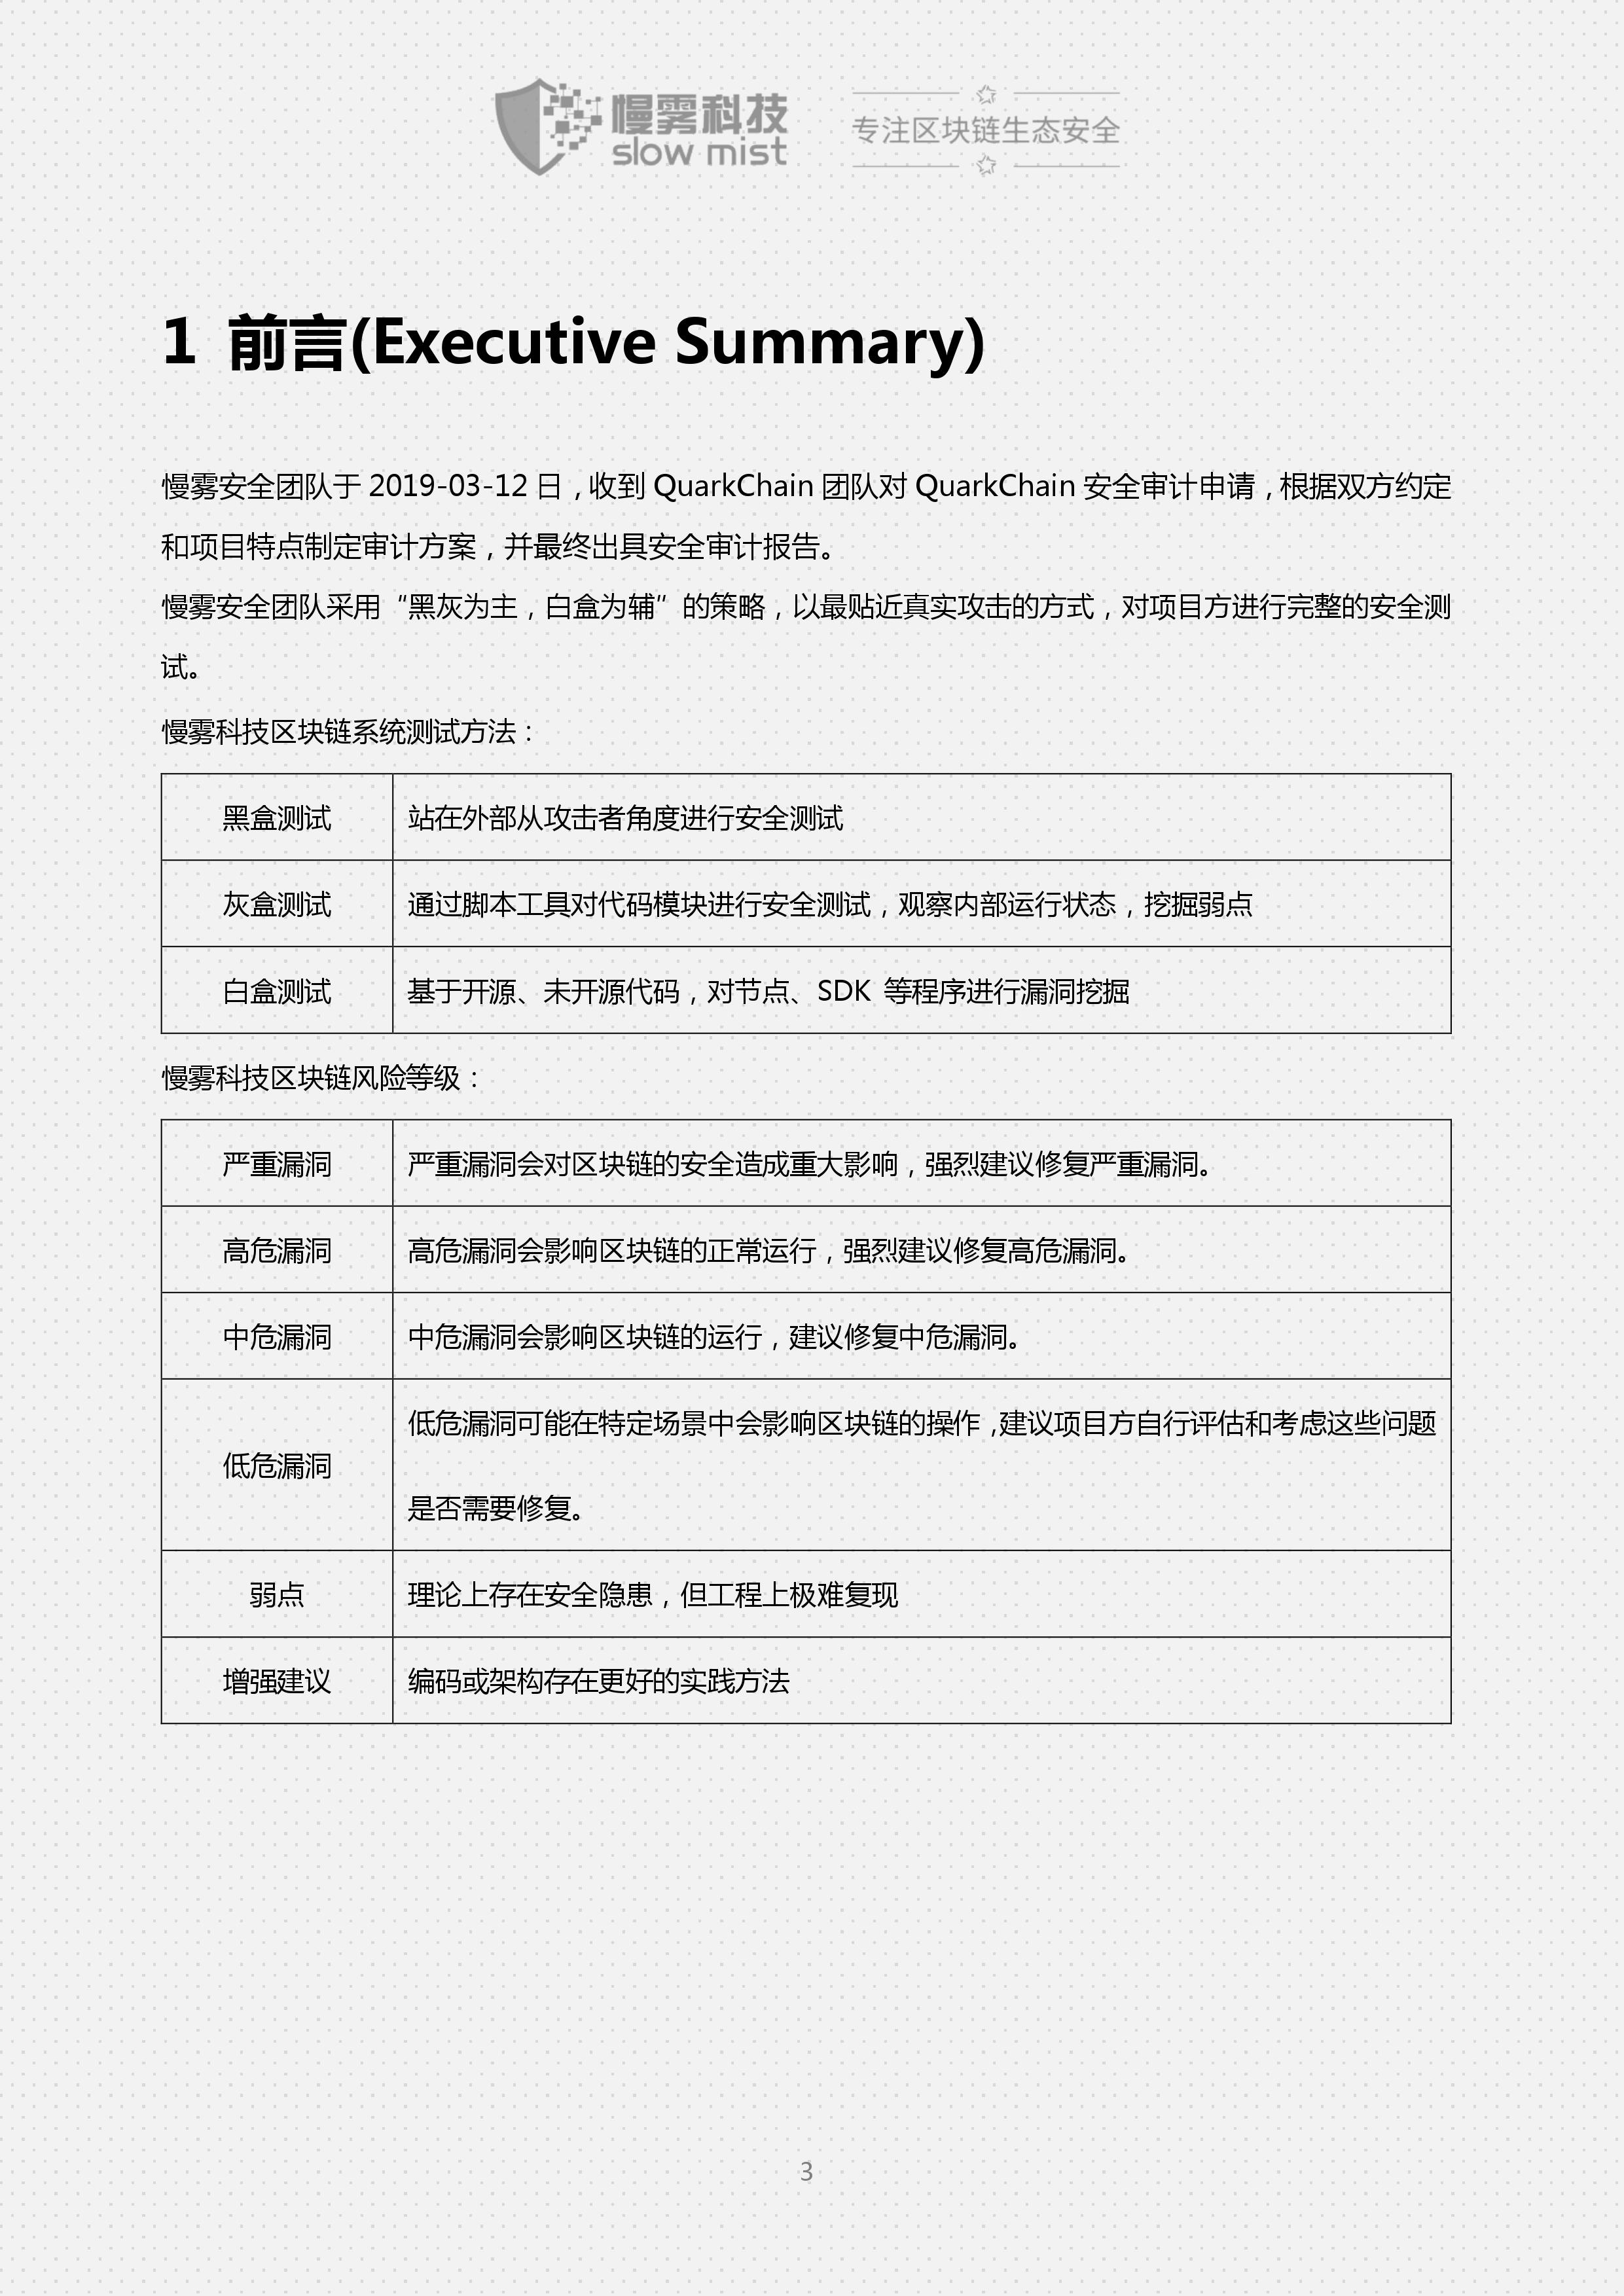 慢雾科技
slow mist
专注区块链生态安全
1 前言(Executive Summary)
慢雾安全团队于 2019-03-12 日，收到 QuarkChain 团队对 QuarkChain 安全审计申请，根据双方约定
和项目特点制定审计方案，并最终出具安全审计报告。
慢雾安全团队采用“黑灰为主，白盒为辅”的策略，以最贴近真实攻击的方式，对项目方进行完整的安全测
试。
慢雾科技区块链系统测试方法：
黑盒测试 站在外部从攻击者角度进行安全测试
灰盒测试 通过脚本工具对代码模块进行安全测试，观察内部运行状态，挖掘弱点
白盒测试 基于开源、未开源代码，对节点、SDK 等程序进行漏洞挖掘
慢雾科技区块链风险等级：
严重漏洞 严重漏洞会对区块链的安全造成重大影响，强烈建议修复严重漏洞。
高危漏洞 高危漏洞会影响区块链的正常运行，强烈建议修复高危漏洞。
中危漏洞 中危漏洞会影响区块链的运行，建议修复中危漏洞。
低危漏洞 低危漏洞可能在特定场景中会影响区块链的操作，建议项目方自行评估和考虑这些问题
是否需要修复。
弱点 理论上存在安全隐患，但工程上极难复现
增强建议 编码或架构存在更好的实践方法
3